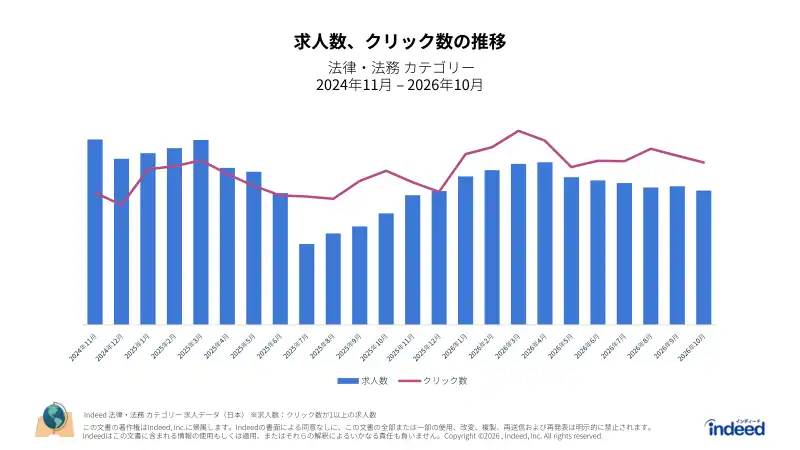 求人数、クリック数の推移
法律・法務 カテゴリー
2024年11月 – 2026年10月
2024年11月
2024年12月
2025年1月
2025年2月
2025年3月
2025年4月
2025年5月
2025年6月
2025年7月
2025年8月
2025年9月
2025年10月
2025年11月
2025年12月
2026年1月
2026年2月
2026年3月
2026年4月
2026年5月
2026年6月
2026年7月
2026年8月
2026年9月
2026年10月
求人数 クリック数
Indeed 法律・法務 カテゴリー 求人データ（日本） ※求人数：クリック数が1以上の求人数
この文書の著作権はIndeed, Inc.に帰属します。Indeedの書面による同意なしに、この文書の全部または一部の使用、改変、複製、再送信および再発表は明示的に禁止されます。
Indeedはこの文書に含まれる情報の使用もしくは適用、またはそれらの解釈によるいかなる責任も負いません。Copyright ©2026 , Indeed, Inc. All rights reserved.
インディード
indeed